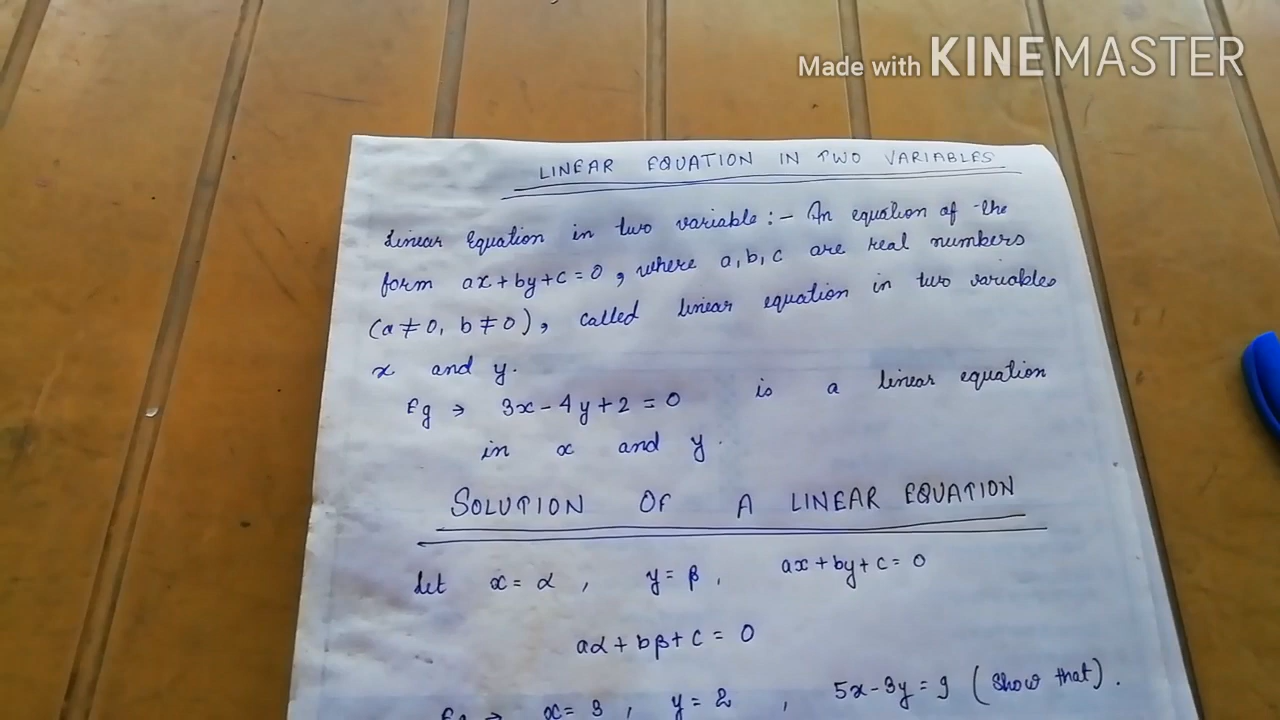 Made with KINEMASTER
LINEAR EQUATION IN TWO VARIABLES
Linear Equation in two variable :- An equation of the
form ax+by+c=0, where a, b, c are real numbers
(a≠0, b≠0), called linear equation in two variables
x and y.
Eg → 3x-4y+2=0 is a linear equation
in x and y.
SOLUTION OF A LINEAR EQUATION
Let x=α, y=β, ax+by+c=0
aα+bβ+c=0
Eg → x=3, y=2, 5x-3y=9 (Show that).